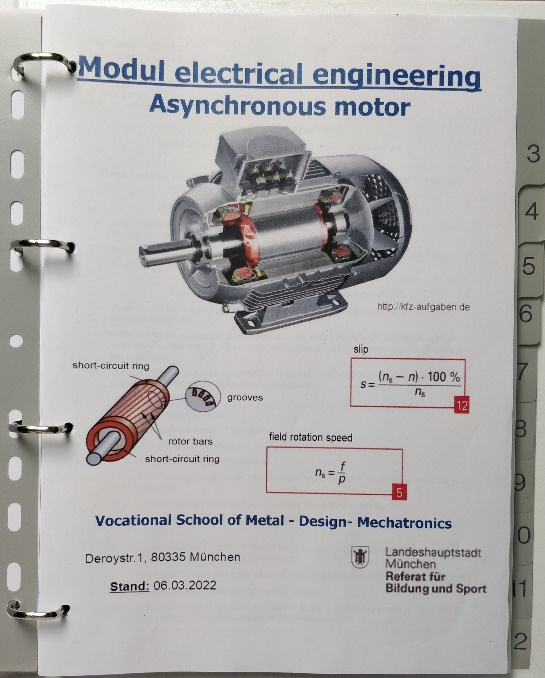 Modul electrical engineering
Asynchronous motor
http://kfz-aufgaben.de
short-circuit ring
grooves
rotor bars
short-circuit ring
slip
s = (nₛ − n) · 100 % / nₛ
12
field rotation speed
nₛ = f / p
5
Vocational School of Metal - Design- Mechatronics
Deroystr.1, 80335 München
Stand: 06.03.2022
Landeshauptstadt
München
Referat für
Bildung und Sport
3
4
5
6
7
8
9
0
11
2